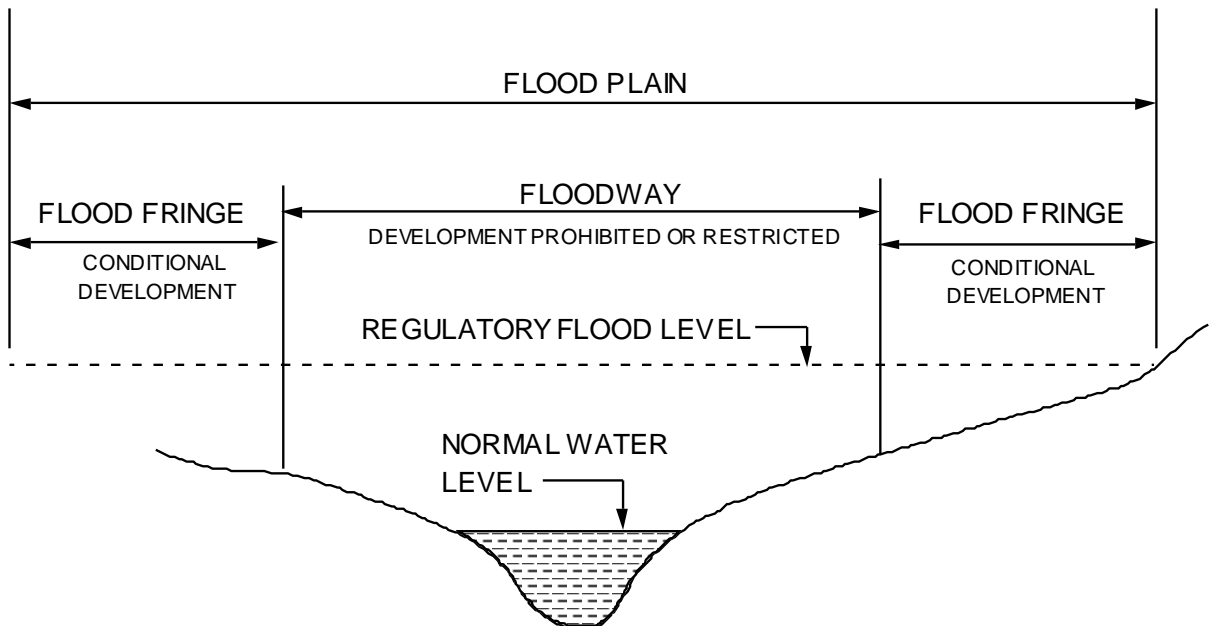 FLOOD PLAIN
FLOOD FRINGE
CONDITIONAL
DEVELOPMENT
FLOODWAY
DEVELOPMENT PROHIBITED OR RESTRICTED
FLOOD FRINGE
CONDITIONAL
DEVELOPMENT
REGULATORY FLOOD LEVEL
NORMAL WATER
LEVEL